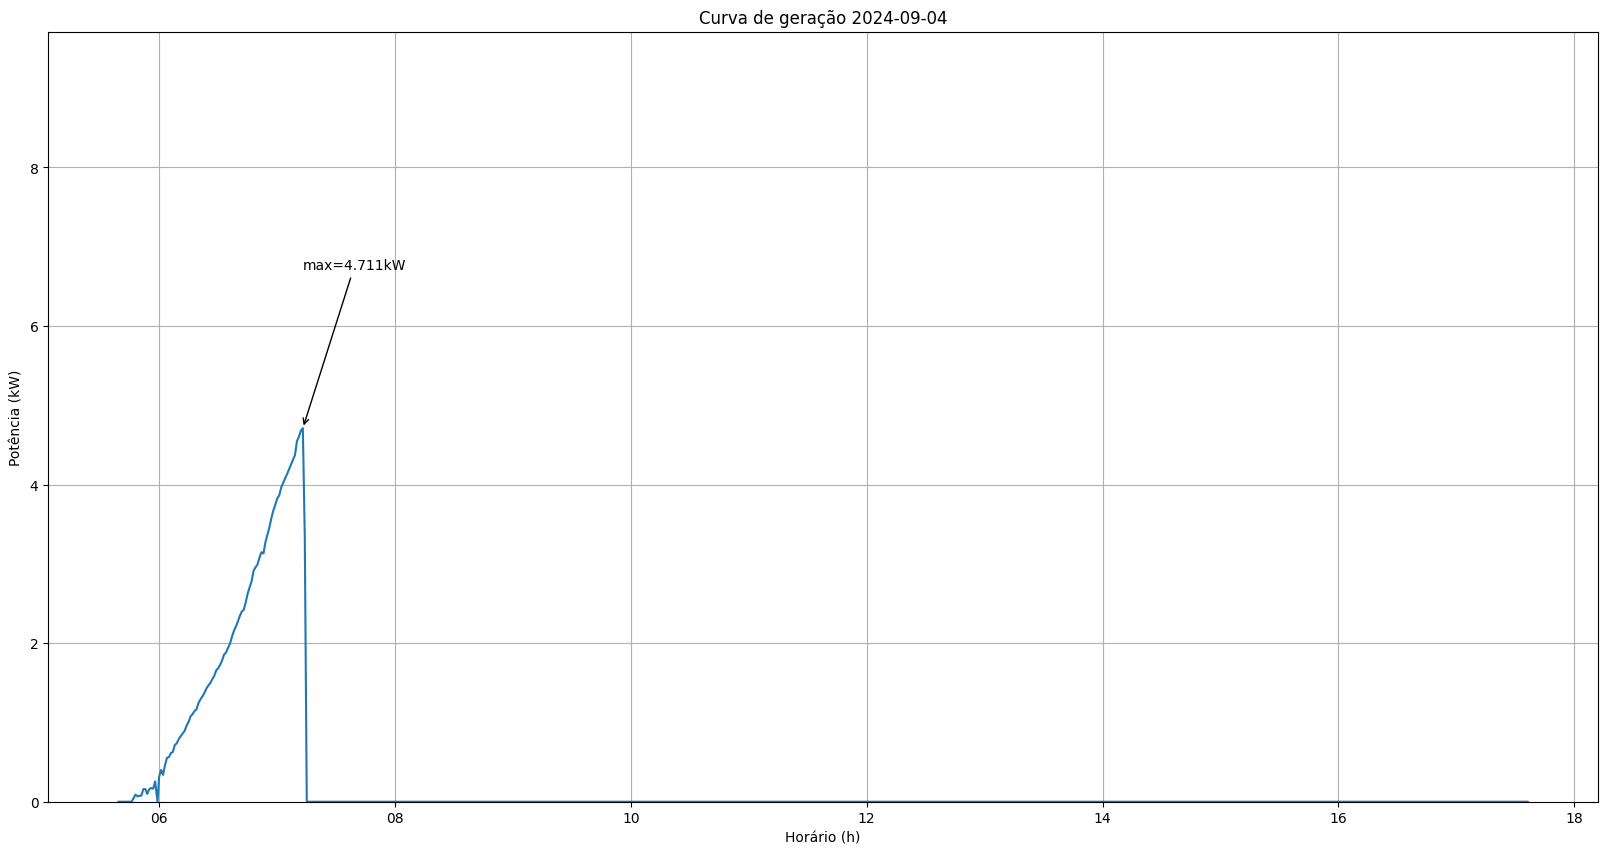 Curva de geração 2024-09-04
8
max=4.711kW
6
Potência (kW)
4
2
0
06 08 10 12 14 16 18
Horário (h)